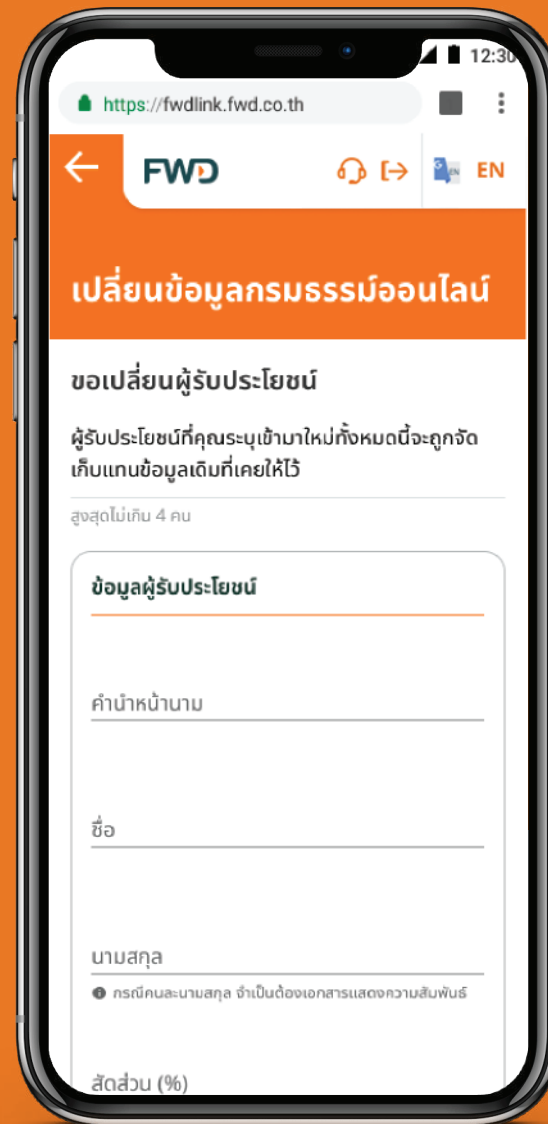 12:30
https://fwdlink.fwd.co.th
FWD
EN
EN
เปลี่ยนข้อมูลกรมธรรม์ออนไลน์
ขอเปลี่ยนผู้รับประโยชน์
ผู้รับประโยชน์ที่คุณระบุเข้ามาใหม่ทั้งหมดนี้จะถูกจัด
เก็บแทนข้อมูลเดิมที่เคยให้ไว้
สูงสุดไม่เกิน 4 คน
ข้อมูลผู้รับประโยชน์
คำนำหน้านาม
ชื่อ
นามสกุล
กรณีคนละนามสกุล จำเป็นต้องเอกสารแสดงความสัมพันธ์
สัดส่วน (%)